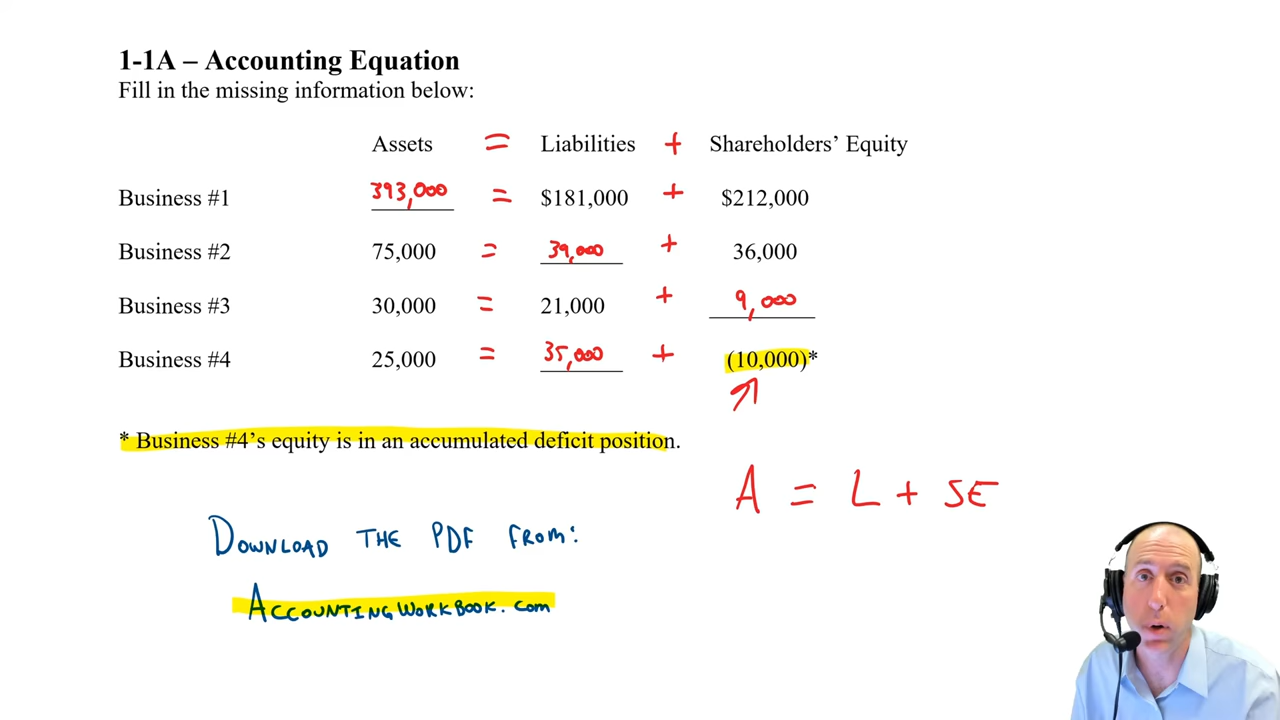 1-1A – Accounting Equation
Fill in the missing information below:
Assets = Liabilities + Shareholders’ Equity
Business #1 393,000 = $181,000 + $212,000
Business #2 75,000 = 39,000 + 36,000
Business #3 30,000 = 21,000 + 9,000
Business #4 25,000 = 35,000 + (10,000)*
* Business #4’s equity is in an accumulated deficit position.
A = L + SE
DOWNLOAD THE PDF FROM:
ACCOUNTINGWORKBOOK.com